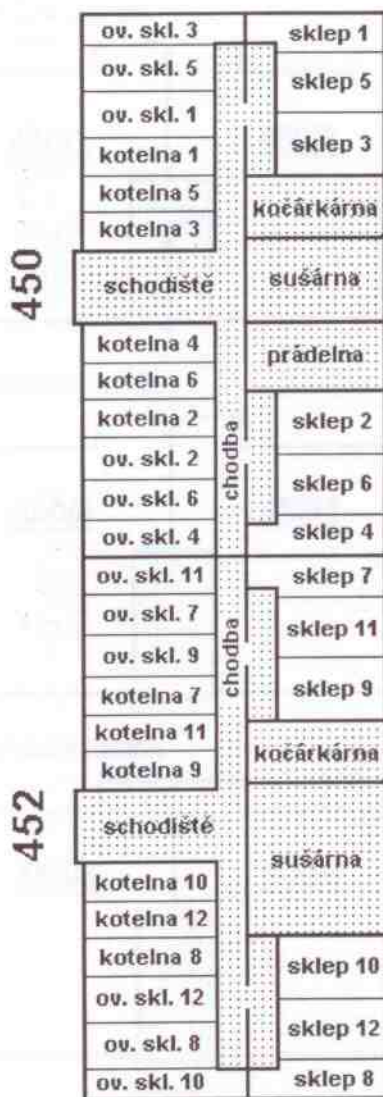 ov. skl. 3
sklep 1
ov. skl. 5
sklep 5
ov. skl. 1
sklep 3
kotelna 1
kotelna 5
kočárkárna
kotelna 3
450
schodiště
sušárna
kotelna 4
prádelna
kotelna 6
kotelna 2
sklep 2
chodba
ov. skl. 2
ov. skl. 6
sklep 6
ov. skl. 4
sklep 4
ov. skl. 11
sklep 7
ov. skl. 7
sklep 11
chodba
ov. skl. 9
kotelna 7
sklep 9
kotelna 11
kočárkárna
kotelna 9
452
schodiště
sušárna
kotelna 10
kotelna 12
kotelna 8
sklep 10
ov. skl. 12
sklep 12
ov. skl. 8
ov. skl. 10
sklep 8